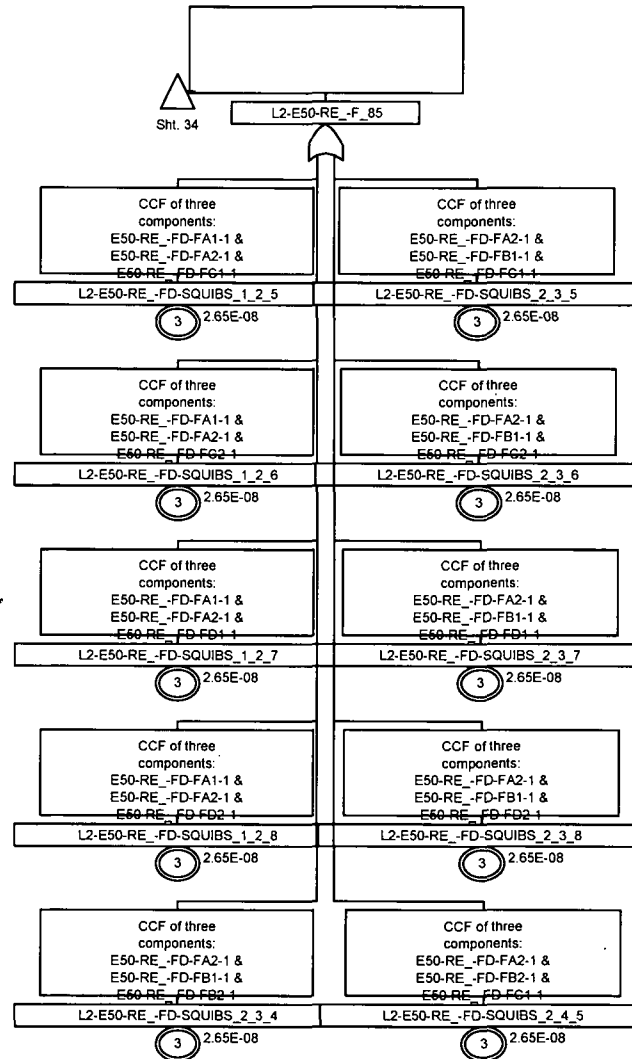 Sht. 34
L2-E50-RE_-F_85
CCF of three
components:
E50-RE_-FD-FA1-1 &
E50-RE_-FD-FA2-1 &
E50-RE_-FD-FC1-1
L2-E50-RE_-FD-SQUIBS_1_2_5
3
2.65E-08
CCF of three
components:
E50-RE_-FD-FA2-1 &
E50-RE_-FD-FB1-1 &
E50-RE_-FD-FC1-1
L2-E50-RE_-FD-SQUIBS_2_3_5
3
2.65E-08
CCF of three
components:
E50-RE_-FD-FA1-1 &
E50-RE_-FD-FA2-1 &
E50-RE_-FD-FC2-1
L2-E50-RE_-FD-SQUIBS_1_2_6
3
2.65E-08
CCF of three
components:
E50-RE_-FD-FA2-1 &
E50-RE_-FD-FB1-1 &
E50-RE_-FD-FC2-1
L2-E50-RE_-FD-SQUIBS_2_3_6
3
2.65E-08
CCF of three
components:
E50-RE_-FD-FA1-1 &
E50-RE_-FD-FA2-1 &
E50-RE_-FD-FD1-1
L2-E50-RE_-FD-SQUIBS_1_2_7
3
2.65E-08
CCF of three
components:
E50-RE_-FD-FA2-1 &
E50-RE_-FD-FB1-1 &
E50-RE_-FD-FD1-1
L2-E50-RE_-FD-SQUIBS_2_3_7
3
2.65E-08
CCF of three
components:
E50-RE_-FD-FA1-1 &
E50-RE_-FD-FA2-1 &
E50-RE_-FD-FD2-1
L2-E50-RE_-FD-SQUIBS_1_2_8
3
2.65E-08
CCF of three
components:
E50-RE_-FD-FA2-1 &
E50-RE_-FD-FB1-1 &
E50-RE_-FD-FD2-1
L2-E50-RE_-FD-SQUIBS_2_3_8
3
2.65E-08
CCF of three
components:
E50-RE_-FD-FA2-1 &
E50-RE_-FD-FB1-1 &
E50-RE_-FD-FB2-1
L2-E50-RE_-FD-SQUIBS_2_3_4
3
2.65E-08
CCF of three
components:
E50-RE_-FD-FA2-1 &
E50-RE_-FD-FB2-1 &
E50-RE_-FD-FC1-1
L2-E50-RE_-FD-SQUIBS_2_4_5
3
2.65E-08